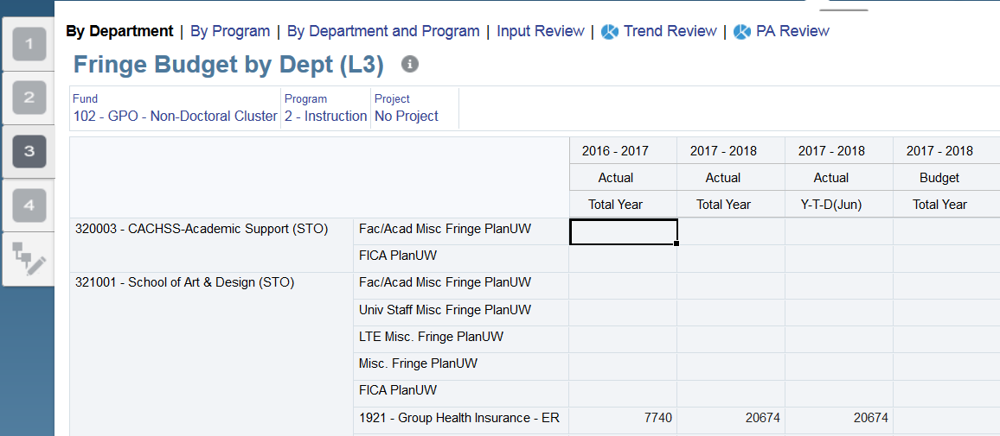 By Department | By Program | By Department and Program | Input Review | Trend Review | PA Review
1
Fringe Budget by Dept (L3) i
2
Fund Program Project
102 - GPO - Non-Doctoral Cluster 2 - Instruction No Project
3
2016 - 2017 2017 - 2018 2017 - 2018 2017 - 2018
Actual Actual Actual Budget
4
Total Year Total Year Y-T-D(Jun) Total Year
320003 - CACHSS-Academic Support (STO) Fac/Acad Misc Fringe PlanUW
FICA PlanUW
321001 - School of Art & Design (STO) Fac/Acad Misc Fringe PlanUW
Univ Staff Misc Fringe PlanUW
LTE Misc. Fringe PlanUW
Misc. Fringe PlanUW
FICA PlanUW
1921 - Group Health Insurance - ER 7740 20674 20674